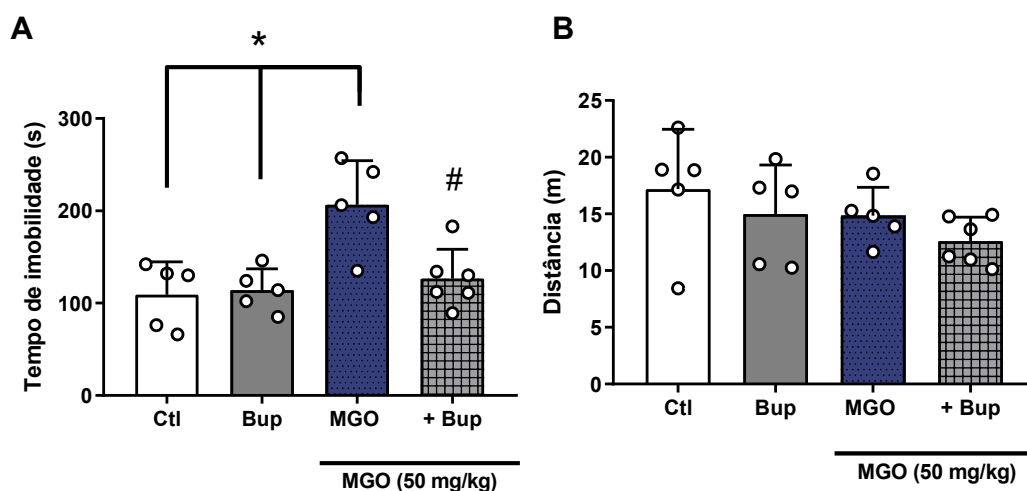 A
*
Tempo de imobilidade (s)
300
200
100
0
#
Ctl Bup MGO + Bup
MGO (50 mg/kg)
B
Distância (m)
25
20
15
10
5
0
Ctl Bup MGO + Bup
MGO (50 mg/kg)